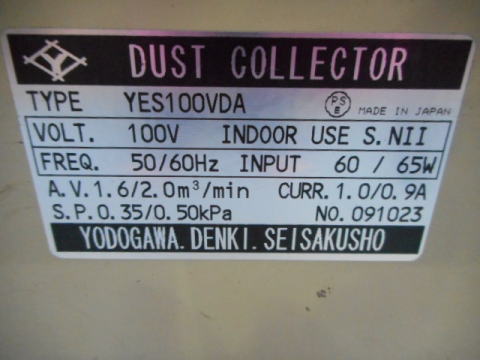 DUST COLLECTOR
TYPE YES100VDA PSE MADE IN JAPAN
VOLT. 100V INDOOR USE S.NII
FREQ. 50/60Hz INPUT 60 / 65W
A.V.1.6/2.0m³/min CURR.1.0/0.9A
S.P.0.35/0.50kPa NO.091023
YODOGAWA.DENKI.SEISAKUSHO